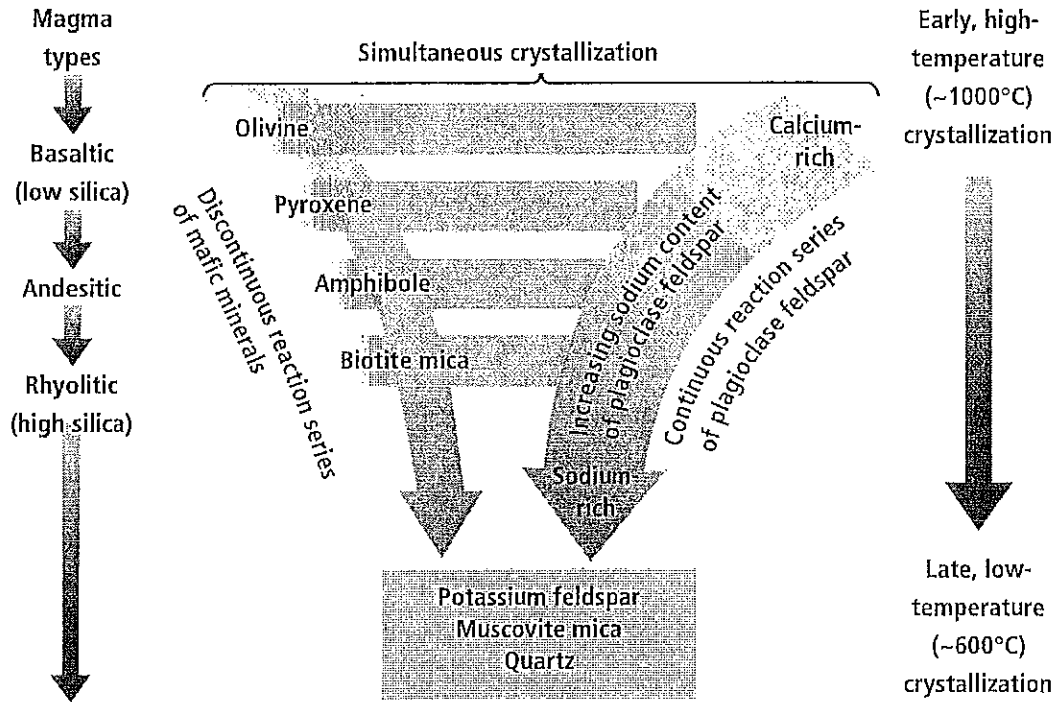 Magma
types
Basaltic
(low silica)
Andesitic
Rhyolitic
(high silica)
Simultaneous crystallization
Olivine
Pyroxene
Amphibole
Biotite mica
Discontinuous reaction series
of mafic minerals
Calcium-
rich
Increasing sodium content
of plagioclase feldspar
Continuous reaction series
of plagioclase feldspar
Sodium-
rich
Potassium feldspar
Muscovite mica
Quartz
Early, high-
temperature
(~1000°C)
crystallization
Late, low-
temperature
(~600°C)
crystallization